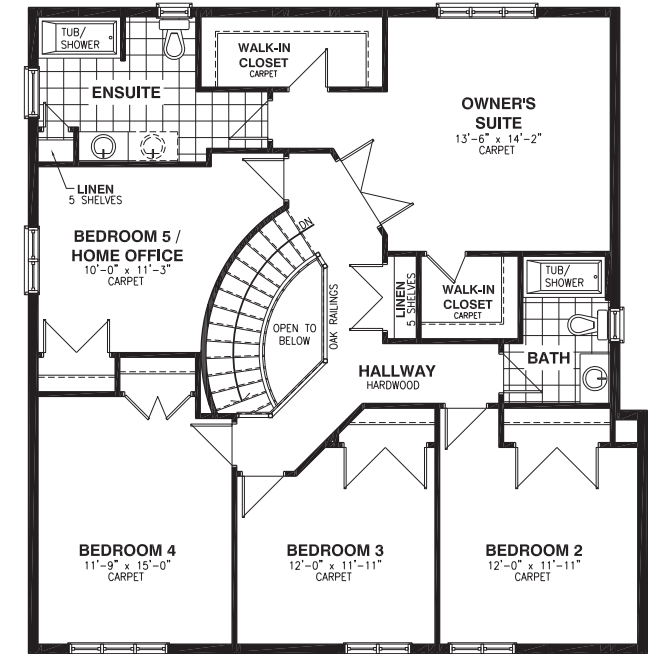 TUB/
SHOWER
ENSUITE
WALK-IN
CLOSET
CARPET
OWNER'S
SUITE
13'-6" x 14'-2"
CARPET
LINEN
5 SHELVES
BEDROOM 5 /
HOME OFFICE
10'-0" x 11'-3"
CARPET
DN
OPEN TO
BELOW
OAK RAILINGS
LINEN
5 SHELVES
WALK-IN
CLOSET
CARPET
TUB/
SHOWER
BATH
HALLWAY
HARDWOOD
BEDROOM 4
11'-9" x 15'-0"
CARPET
BEDROOM 3
12'-0" x 11'-11"
CARPET
BEDROOM 2
12'-0" x 11'-11"
CARPET